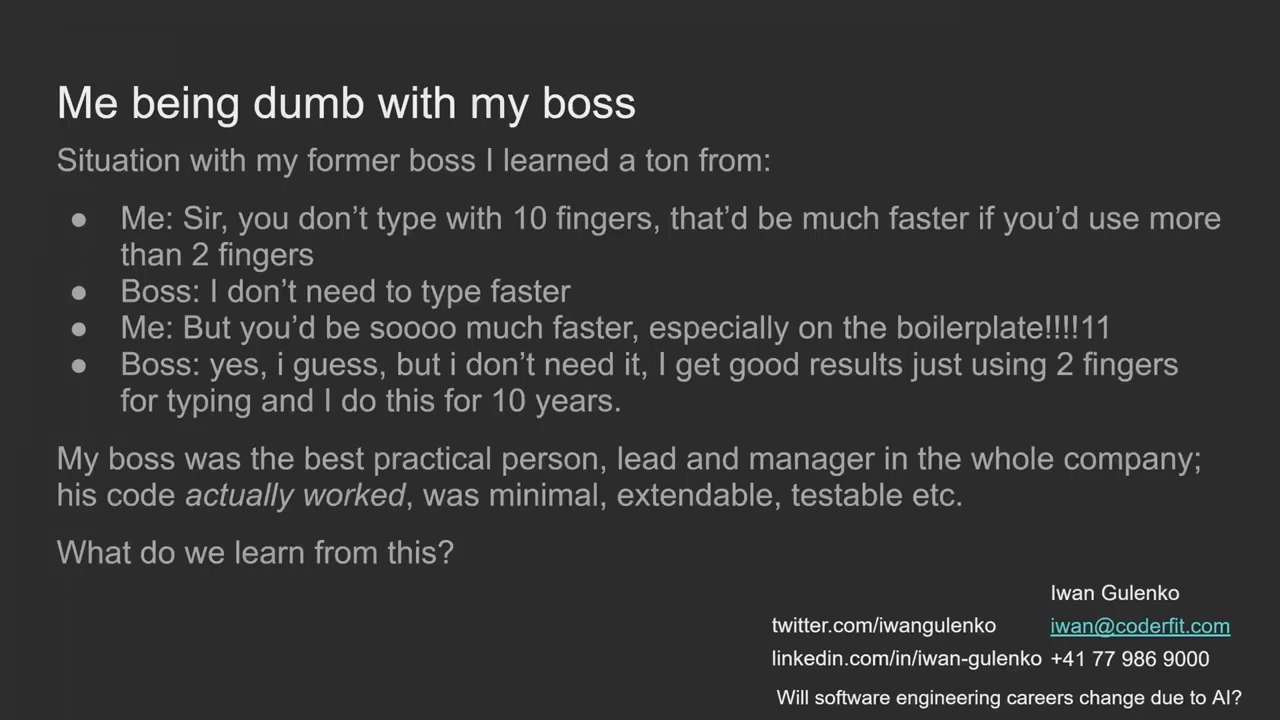 Me being dumb with my boss
Situation with my former boss I learned a ton from:
● Me: Sir, you don’t type with 10 fingers, that’d be much faster if you’d use more
than 2 fingers
● Boss: I don’t need to type faster
● Me: But you’d be soooo much faster, especially on the boilerplate!!!!11
● Boss: yes, i guess, but i don’t need it, I get good results just using 2 fingers
for typing and I do this for 10 years.
My boss was the best practical person, lead and manager in the whole company;
his code actually worked, was minimal, extendable, testable etc.
What do we learn from this?
Iwan Gulenko
twitter.com/iwangulenko iwan@coderfit.com
linkedin.com/in/iwan-gulenko +41 77 986 9000
Will software engineering careers change due to AI?